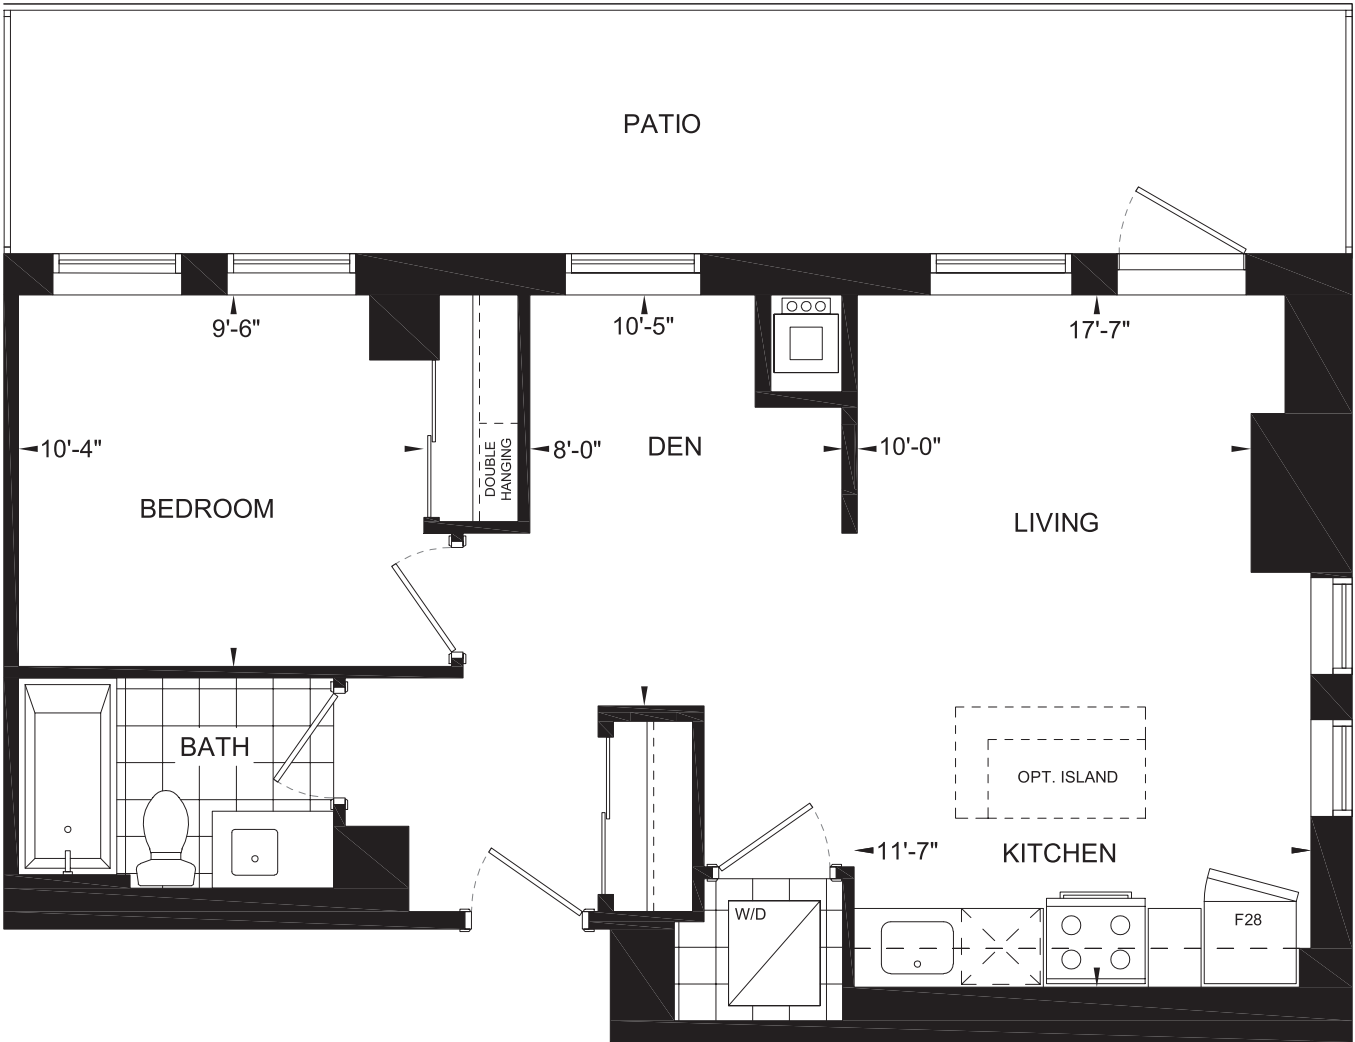 PATIO
9'-6"
10'-5"
17'-7"
10'-4"
DOUBLE
HANGING
8'-0"
DEN
10'-0"
BEDROOM
LIVING
BATH
OPT. ISLAND
11'-7"
KITCHEN
W/D
F28